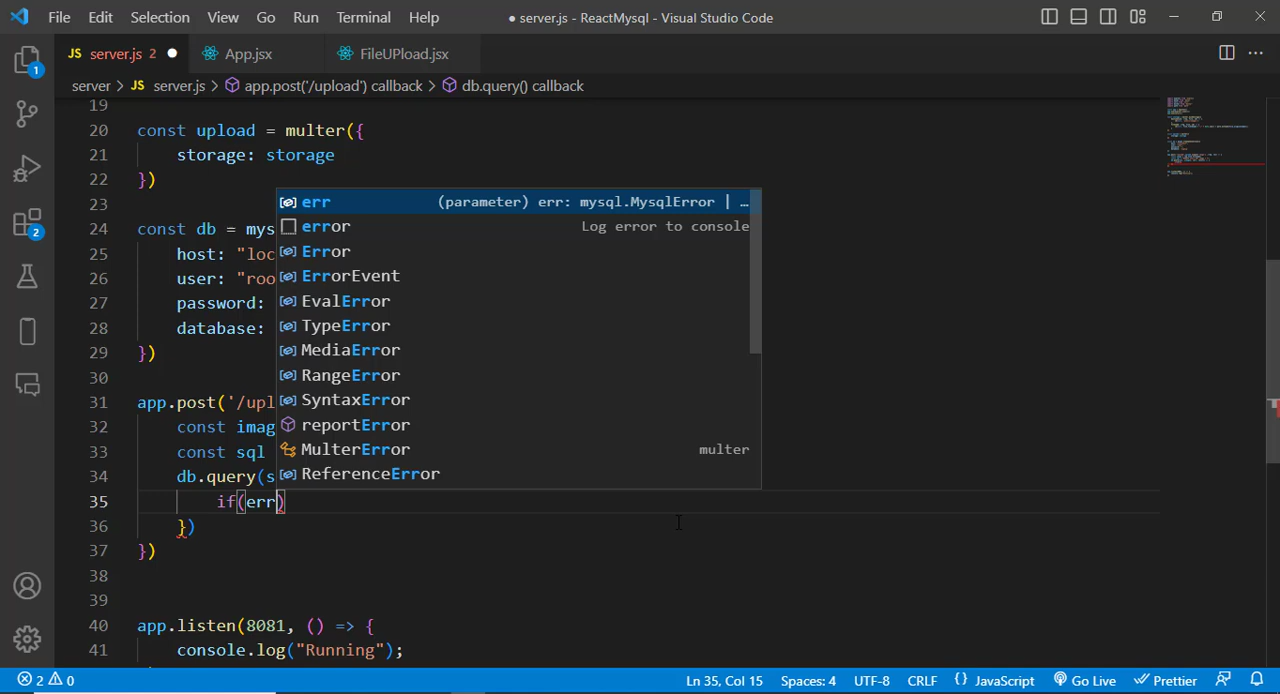 File Edit Selection View Go Run Terminal Help ● server.js - ReactMysql - Visual Studio Code
JS server.js 2 ● App.jsx FileUPload.jsx ···
server > JS server.js > app.post('/upload') callback > db.query() callback
19
20 const upload = multer({
21 storage: storage
22 })
23
24 const db = mys
25 host: "loc
26 user: "roo
27 password:
28 database:
29 })
30
31 app.post('/upl
32 const imag
33 const sql
34 db.query(s
35 if(err)
36 })
37 })
38
39
40 app.listen(8081, () => {
41 console.log("Running");
err (parameter) err: mysql.MysqlError | …
error Log error to console
Error
ErrorEvent
EvalError
TypeError
MediaError
RangeError
SyntaxError
reportError
MulterError multer
ReferenceError
1
2
2 0 Ln 35, Col 15 Spaces: 4 UTF-8 CRLF {} JavaScript Go Live Prettier